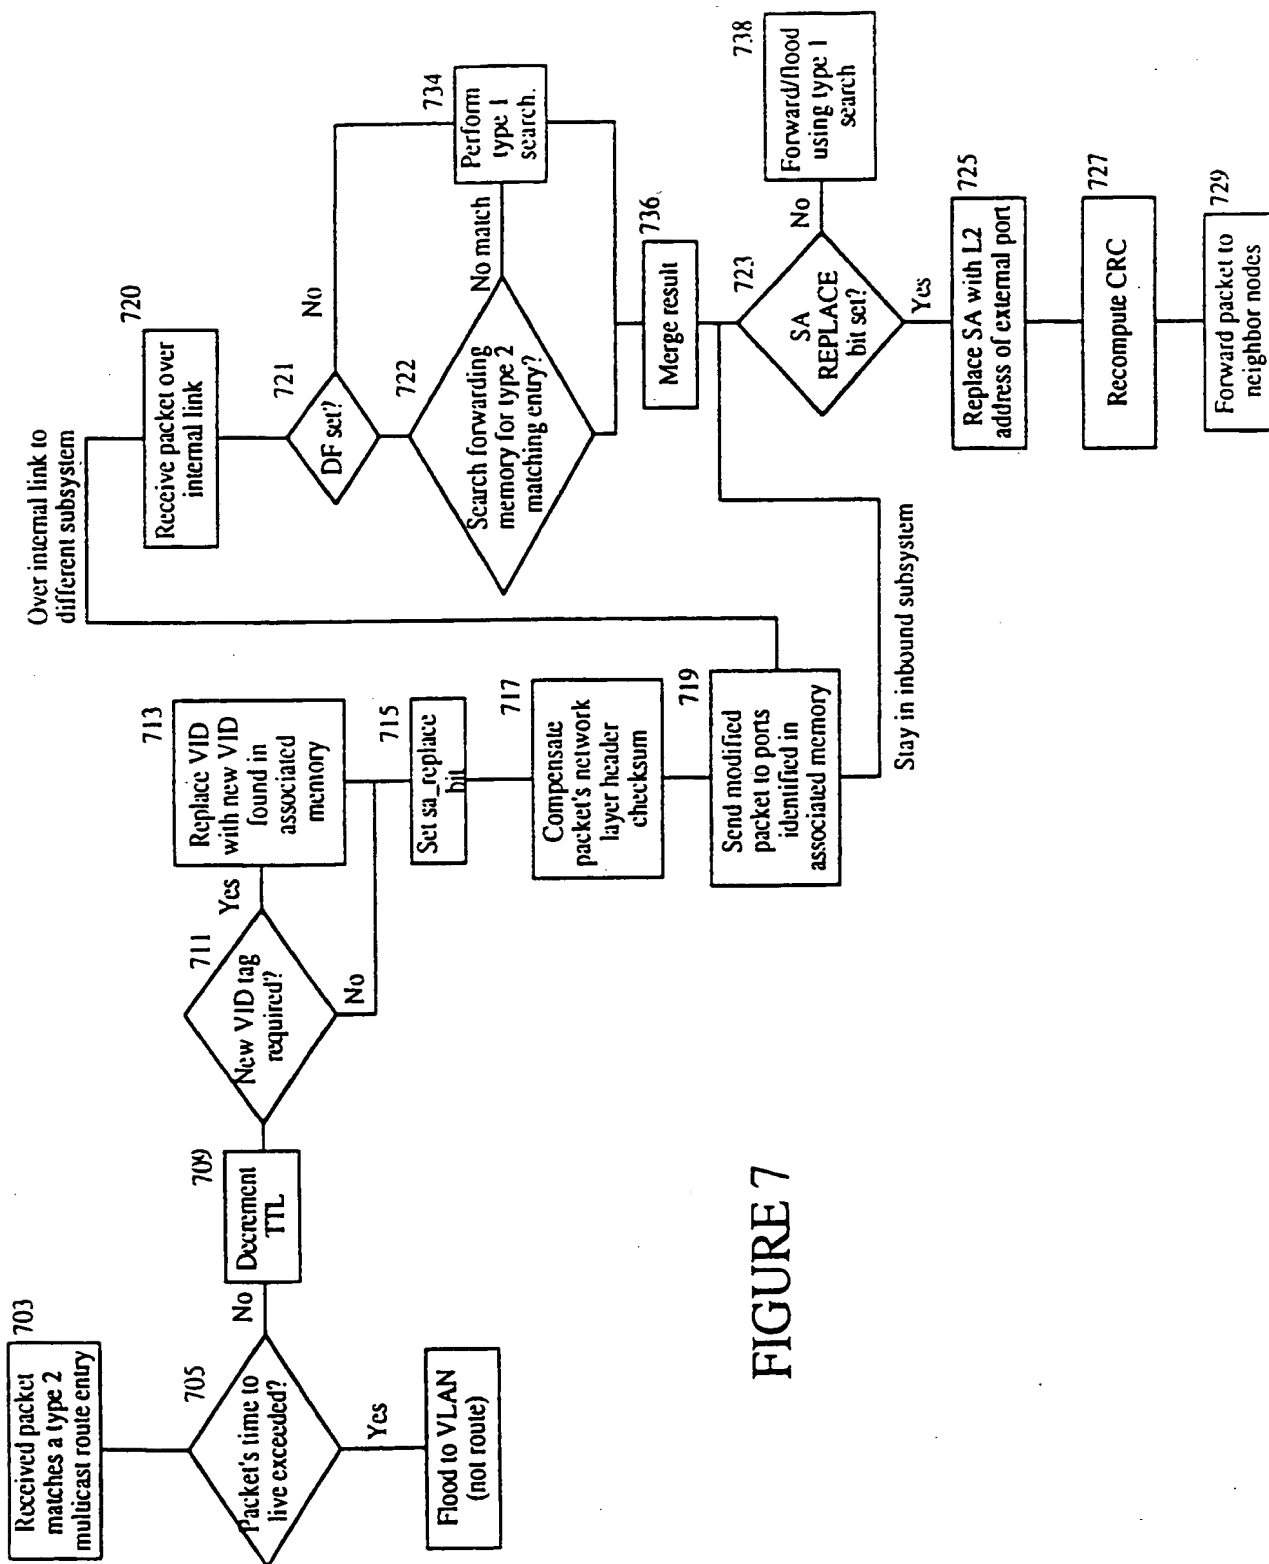 703
Received packet
matches a type 2
multicast route entry
705
Packet's time to
live exceeded?
Yes
Flood to VLAN
(not route)
No
709
Decrement
TTL
711
New VID tag
required?
Yes
No
713
Replace VID
with new VID
found in
associated
memory
715
Set sa_replace
bit
717
Compensate
packet's network
layer header
checksum
719
Send modified
packet to ports
identified in
associated memory
Over internal link to
different subsystem
Stay in inbound subsystem
720
Receive packet over
internal link
721
DF set?
No
722
Search forwarding
memory for type 2
matching entry?
No match
734
Perform
type 1
search.
736
Merge result
723
SA
REPLACE
bit set?
No
738
Forward/flood
using type 1
search
Yes
725
Replace SA with L2
address of external port
727
Recompute CRC
729
Forward packet to
neighbor nodes
FIGURE 7